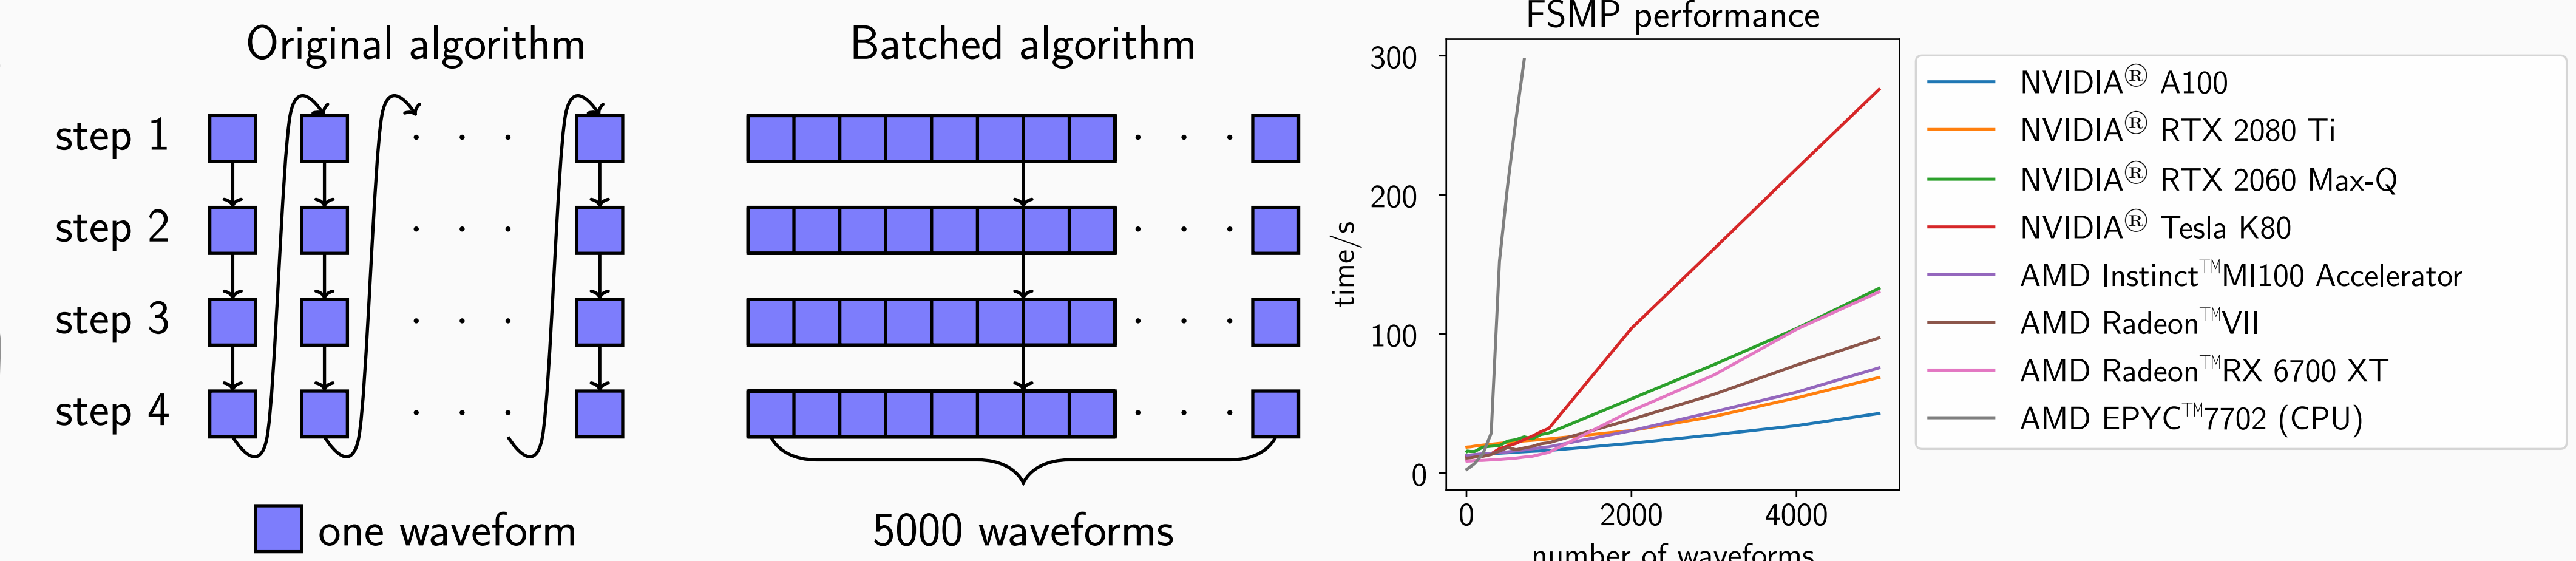 Original algorithm
step 1
step 2
step 3
step 4
one waveform
Batched algorithm
5000 waveforms
FSMP performance
time/s
300
200
100
0
0 2000 4000
number of waveforms
NVIDIA® A100
NVIDIA® RTX 2080 Ti
NVIDIA® RTX 2060 Max-Q
NVIDIA® Tesla K80
AMD Instinct™MI100 Accelerator
AMD Radeon™VII
AMD Radeon™RX 6700 XT
AMD EPYC™7702 (CPU)